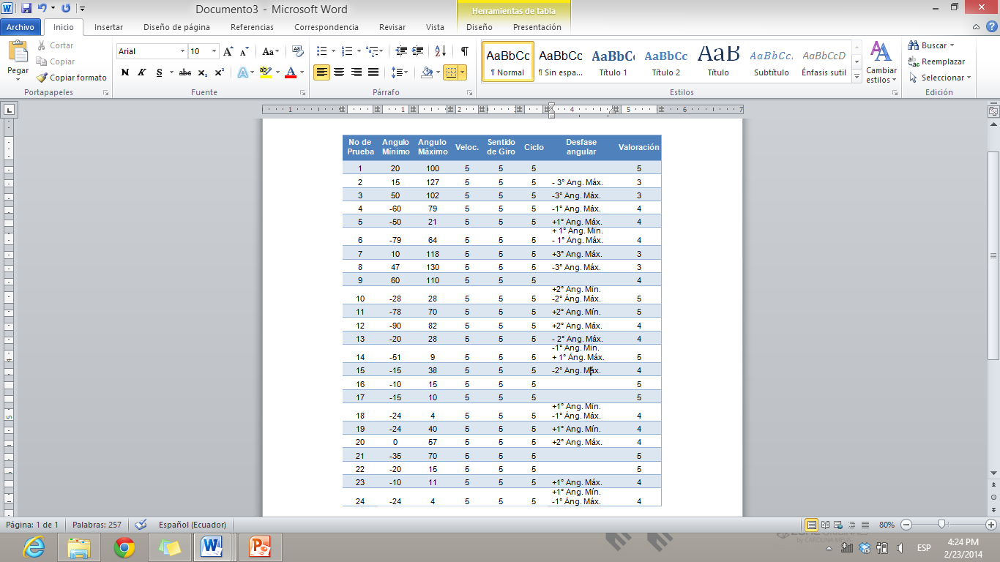 Documento3 - Microsoft Word
Herramientas de tabla
Archivo Inicio Insertar Diseño de página Referencias Correspondencia Revisar Vista Diseño Presentación
Pegar
Cortar
Copiar
Copiar formato
Portapapeles
Arial 10
Fuente
Párrafo
AaBbCc AaBbCc AaBbC AaBbCc AaB AaBbCc. AaBbCcD
¶ Normal ¶ Sin espa... Título 1 Título 2 Título Subtítulo Énfasis sutil
Cambiar estilos
Estilos
Buscar
Reemplazar
Seleccionar
Edición
1 1 2 4 5 6 7
No de Prueba Angulo Mínimo Angulo Máximo Veloc. Sentido de Giro Ciclo Desfase angular Valoración
1 20 100 5 5 5 5
2 15 127 5 5 5 - 3° Ang. Máx. 3
3 50 102 5 5 5 -3° Ang. Máx. 3
4 -60 79 5 5 5 -1° Ang. Máx. 4
5 -50 21 5 5 5 +1° Ang. Máx. 4
+ 1° Ang. Mín.
6 -79 64 5 5 5 - 1° Ang. Máx. 4
7 10 118 5 5 5 +3° Ang. Máx. 3
8 47 130 5 5 5 -3° Ang. Máx. 3
9 60 110 5 5 5 4
+2° Ang. Mín.
10 -28 28 5 5 5 -2° Ang. Máx. 5
11 -78 70 5 5 5 +2° Ang. Mín. 5
12 -90 82 5 5 5 +2° Ang. Máx. 4
13 -20 28 5 5 5 - 2° Ang. Máx. 4
-1° Ang. Mín.
14 -51 9 5 5 5 + 1° Ang. Máx. 5
15 -15 38 5 5 5 -2° Ang. Máx. 4
16 -10 15 5 5 5 5
17 -15 10 5 5 5 5
+1° Ang. Mín.
18 -24 4 5 5 5 -1° Ang. Máx. 4
19 -24 40 5 5 5 +1° Ang. Mín. 4
20 0 57 5 5 5 +2° Ang. Máx. 4
21 -35 70 5 5 5 5
22 -20 15 5 5 5 5
23 -10 11 5 5 5 +1° Ang. Máx. 4
+1° Ang. Mín.
24 -24 4 5 5 5 -1° Ang. Máx. 4
Página: 1 de 1 Palabras: 257 Español (Ecuador) 80%
ESP
4:24 PM
2/23/2014